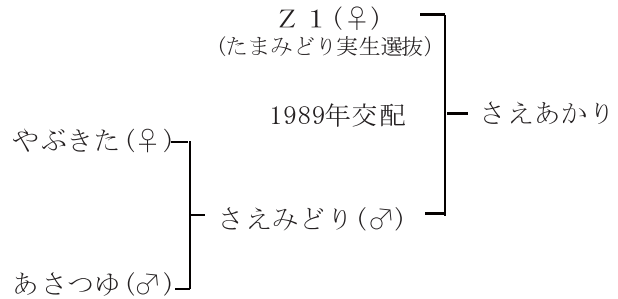 Z 1(♀)
(たまみどり実生選抜)
1989年交配
さえあかり
やぶきた(♀)
さえみどり(♂)
あさつゆ(♂)